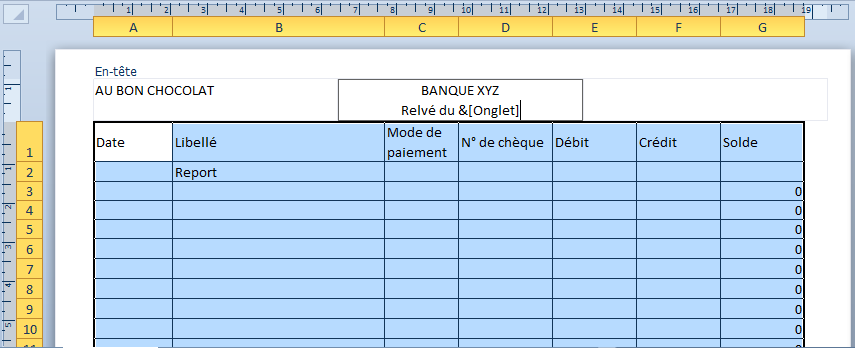 1 2 3 4 5 6 7 8 9 10 11 12 13 14 15 16 17 18 19
A B C D E F G
En-tête
AU BON CHOCOLAT BANQUE XYZ
Relvé du &[Onglet]
Mode de
1 Date Libellé paiement N° de chèque Débit Crédit Solde
2 Report
3 0
4 0
5 0
6 0
7 0
8 0
9 0
10 0